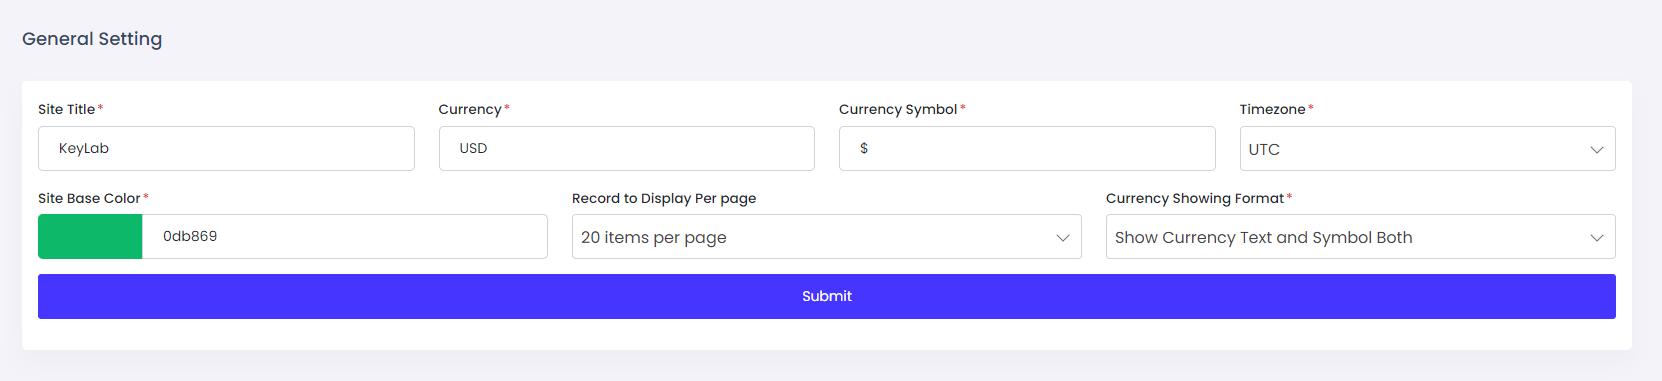 General Setting
Site Title*
Currency*
Currency Symbol*
Timezone*
KeyLab
USD
$
UTC
Site Base Color*
Record to Display Per page
Currency Showing Format*
0db869
20 items per page
Show Currency Text and Symbol Both
Submit